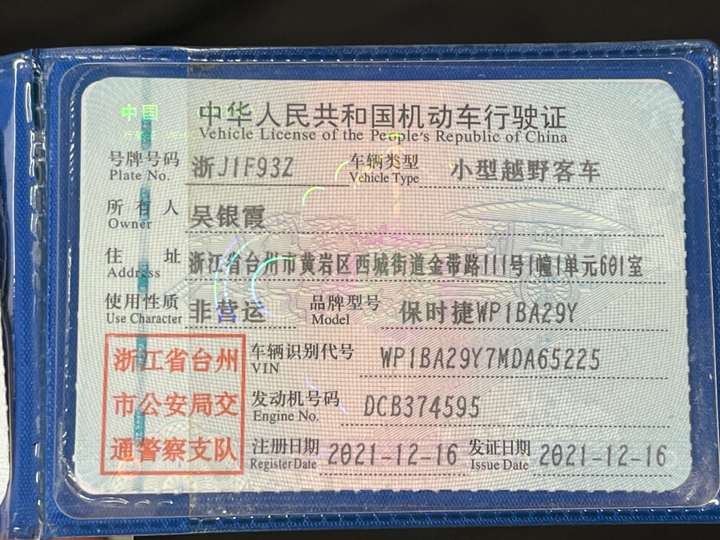 中国
中华人民共和国机动车行驶证
Vehicle License of the People's Republic of China
号牌号码 浙J1F93Z 车辆类型 小型越野客车
Plate No. Vehicle Type
所有人 吴银霞
Owner
住址 浙江省台州市黄岩区西城街道金带路111号1幢1单元601室
Address
使用性质 非营运 品牌型号 保时捷WP1BA29Y
Use Character Model
浙江省台州
市公安局交
通警察支队
车辆识别代号 WP1BA29Y7MDA65225
VIN
发动机号码 DCB374595
Engine No.
注册日期 2021-12-16 发证日期 2021-12-16
Register Date Issue Date